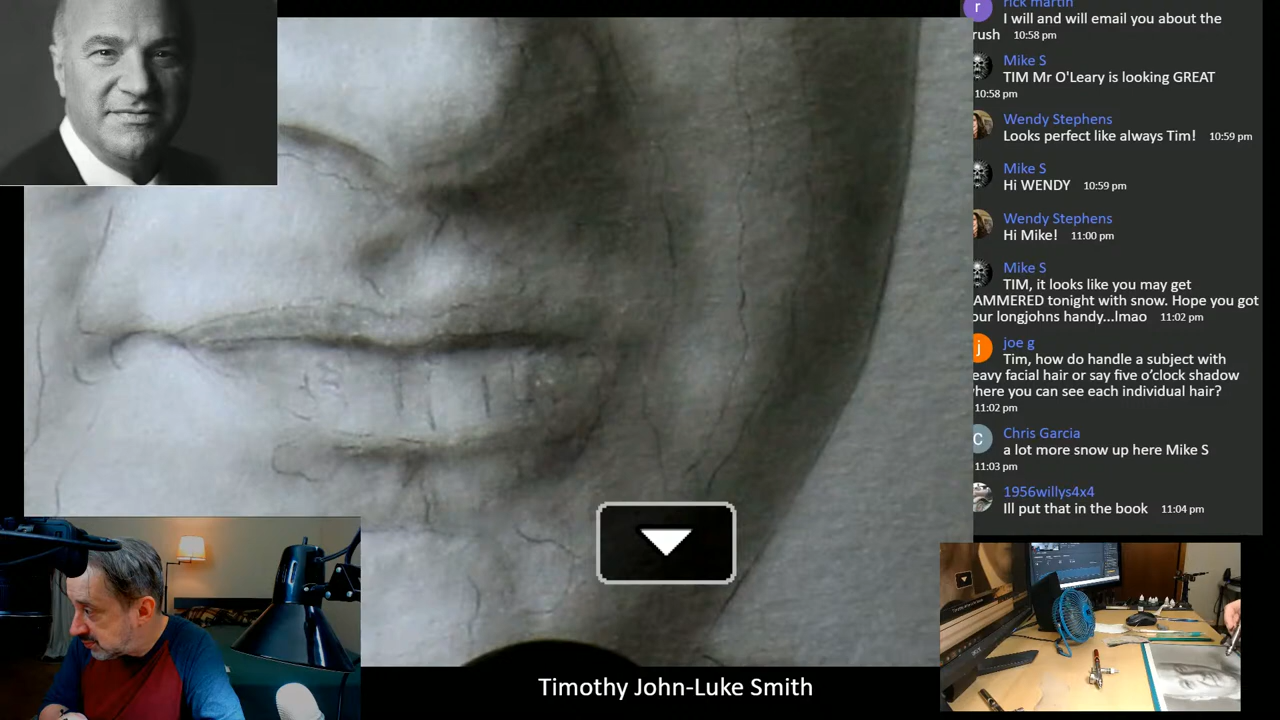 rick martin
I will and will email you about the
rush 10:58 pm
Mike S
TIM Mr O'Leary is looking GREAT
10:58 pm
Wendy Stephens
Looks perfect like always Tim! 10:59 pm
Mike S
Hi WENDY 10:59 pm
Wendy Stephens
Hi Mike! 11:00 pm
Mike S
TIM, it looks like you may get
AMMERED tonight with snow. Hope you got
our longjohns handy...lmao 11:02 pm
joe g
Tim, how do handle a subject with
eavy facial hair or say five o'clock shadow
here you can see each individual hair?
11:02 pm
Chris Garcia
a lot more snow up here Mike S
11:03 pm
1956willys4x4
Ill put that in the book 11:04 pm
Timothy John-Luke Smith